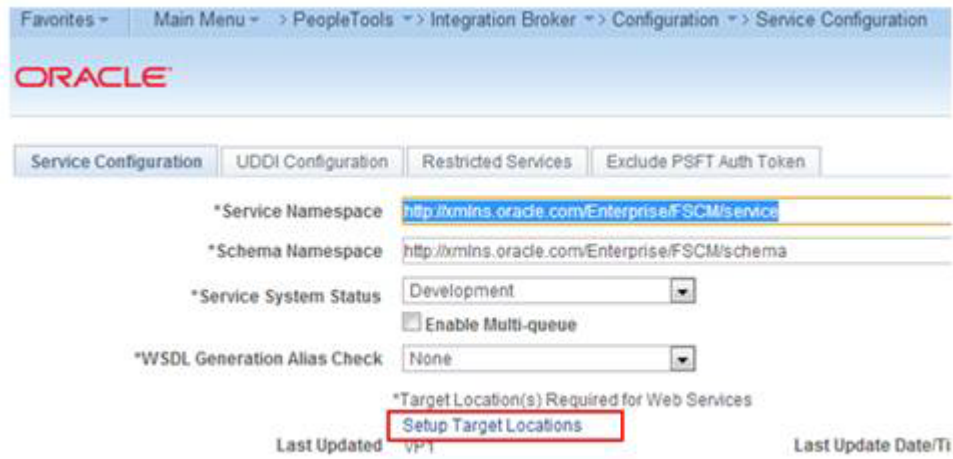 Favorites Main Menu > PeopleTools > Integration Broker > Configuration > Service Configuration
ORACLE
Service Configuration UDDI Configuration Restricted Services Exclude PSFT Auth Token
*Service Namespace http://xmlns.oracle.com/Enterprise/FSCM/service
*Schema Namespace http://xmlns.oracle.com/Enterprise/FSCM/schema
*Service System Status Development
Enable Multi-queue
*WSDL Generation Alias Check None
*Target Location(s) Required for Web Services
Setup Target Locations
Last Updated VP1 Last Update Date/Ti